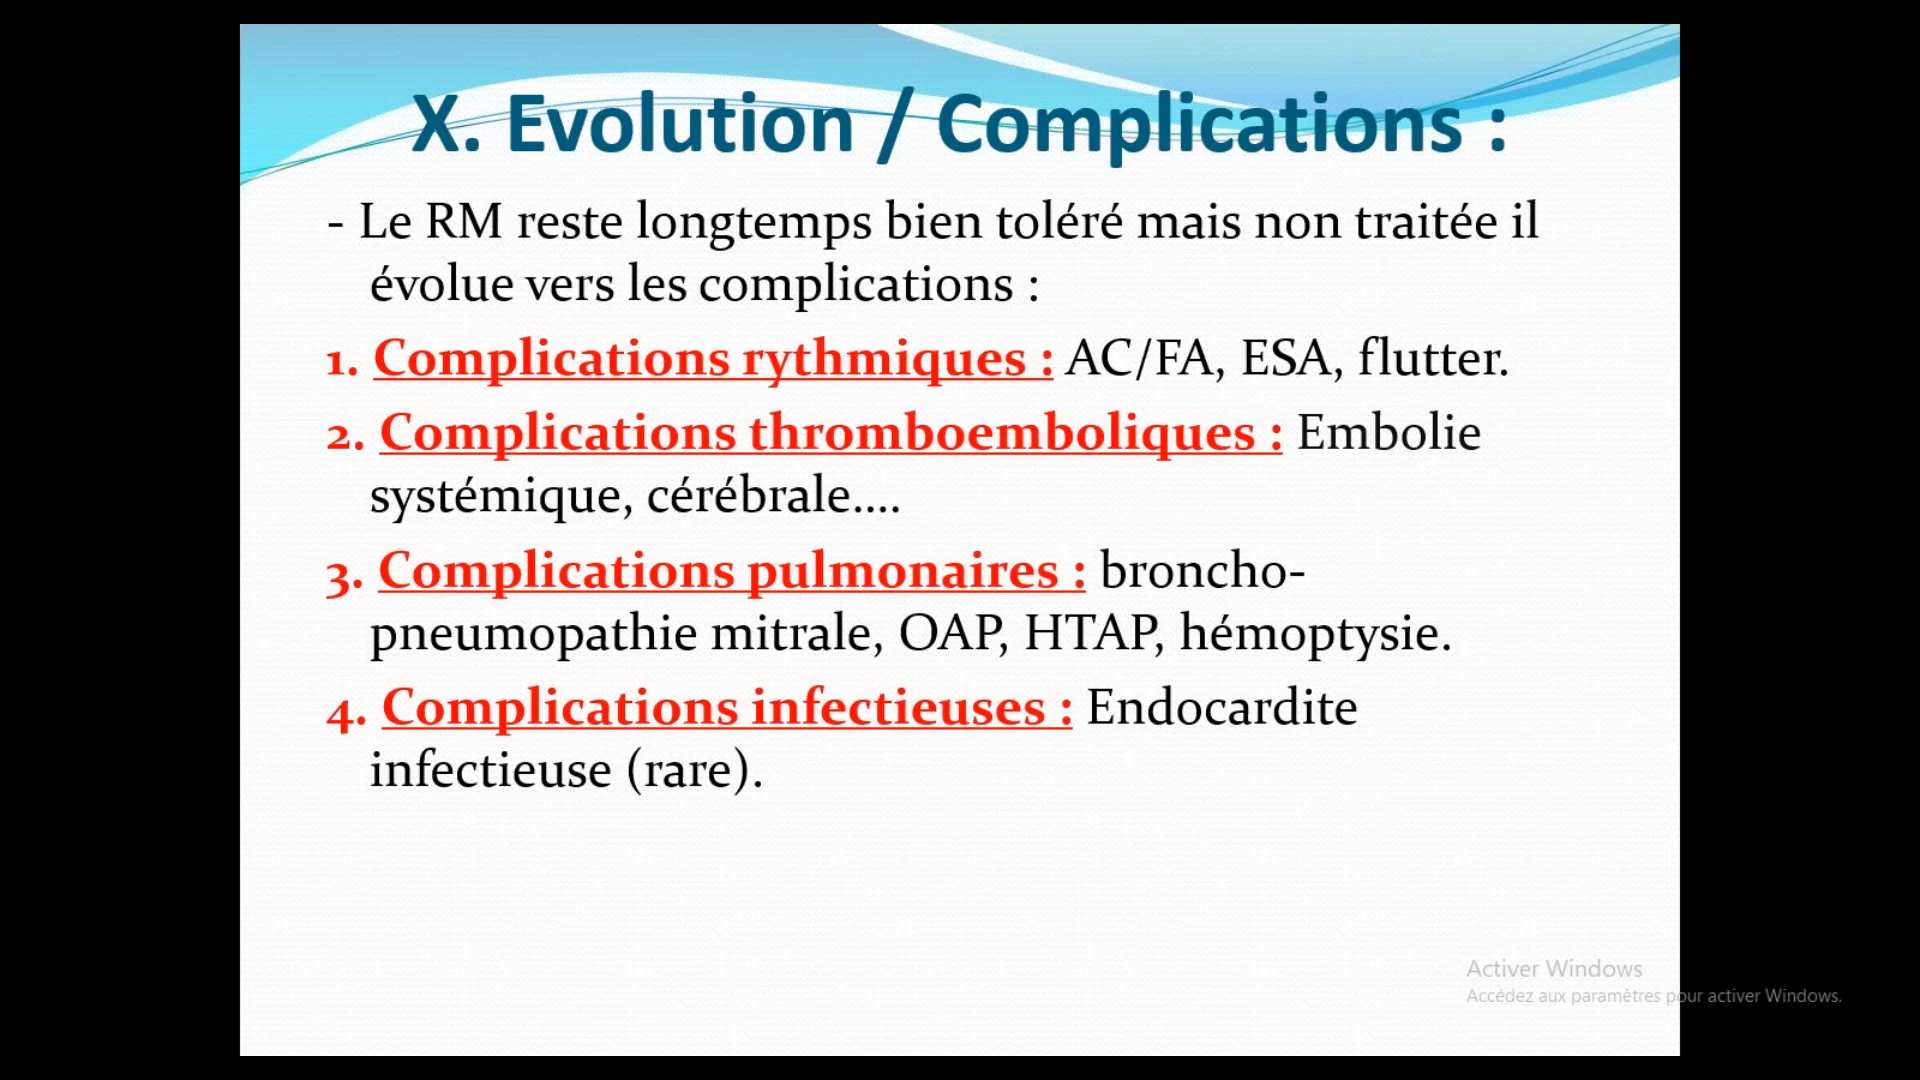 X. Evolution / Complications :
- Le RM reste longtemps bien toléré mais non traitée il
évolue vers les complications :
1. Complications rythmiques : AC/FA, ESA, flutter.
2. Complications thromboemboliques : Embolie
systémique, cérébrale....
3. Complications pulmonaires : broncho-
pneumopathie mitrale, OAP, HTAP, hémoptysie.
4. Complications infectieuses : Endocardite
infectieuse (rare).
Activer Windows
Accédez aux paramètres pour activer Windows.